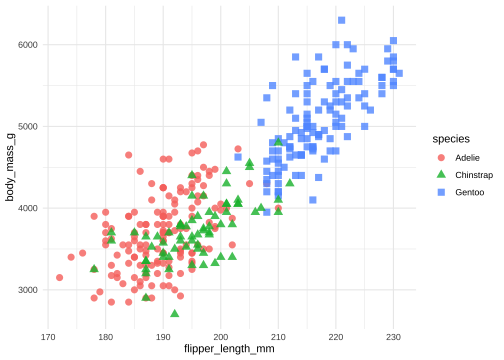 6000
5000
4000
3000
170
180
190
200
210
220
230
flipper_length_mm
body_mass_g
species
Adelie
Chinstrap
Gentoo